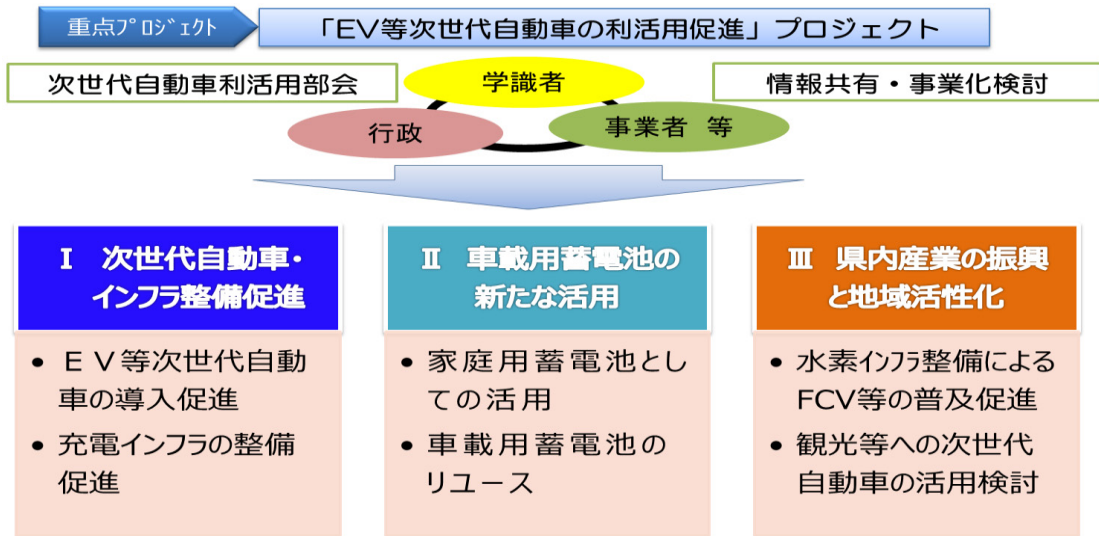 重点ﾌﾟﾛｼﾞｪｸﾄ
「EV等次世代自動車の利活用促進」プロジェクト
次世代自動車利活用部会
学識者
情報共有・事業化検討
行政
事業者 等
Ⅰ 次世代自動車・
インフラ整備促進
• ＥＶ等次世代自動
車の導入促進
• 充電インフラの整備
促進
Ⅱ 車載用蓄電池の
新たな活用
• 家庭用蓄電池とし
ての活用
• 車載用蓄電池の
リユース
Ⅲ 県内産業の振興
と地域活性化
• 水素ｲﾝﾌﾗ整備による
FCV等の普及促進
• 観光等への次世代
自動車の活用検討